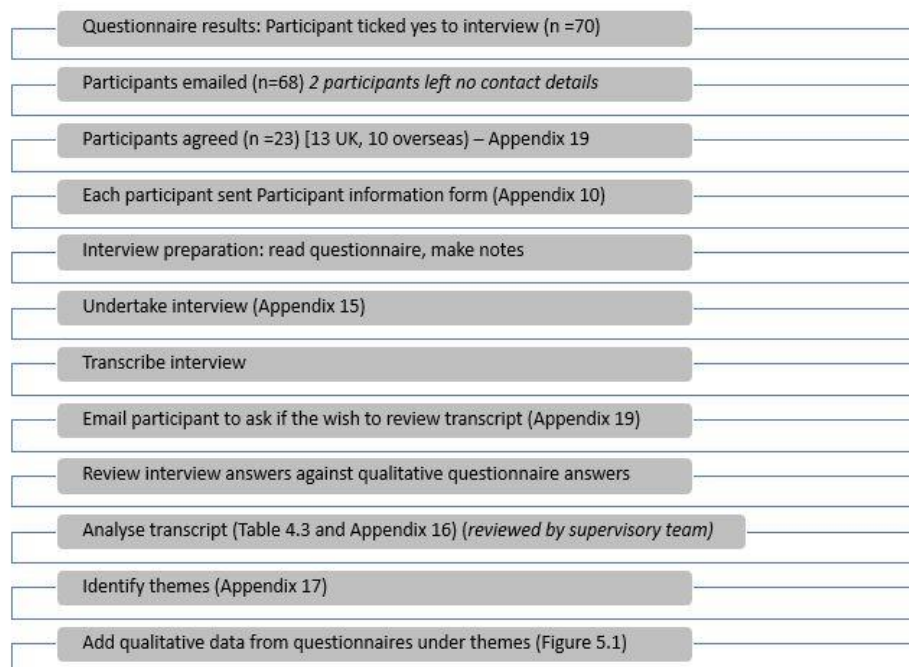 Questionnaire results: Participant ticked yes to interview (n =70)
Participants emailed (n=68) 2 participants left no contact details
Participants agreed (n =23) [13 UK, 10 overseas) – Appendix 19
Each participant sent Participant information form (Appendix 10)
Interview preparation: read questionnaire, make notes
Undertake interview (Appendix 15)
Transcribe interview
Email participant to ask if the wish to review transcript (Appendix 19)
Review interview answers against qualitative questionnaire answers
Analyse transcript (Table 4.3 and Appendix 16) (reviewed by supervisory team)
Identify themes (Appendix 17)
Add qualitative data from questionnaires under themes (Figure 5.1)